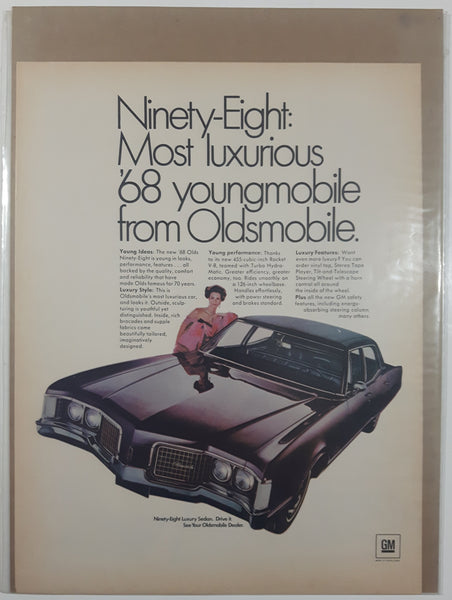 Ninety-Eight:
Most luxurious
'68 youngmobile
from Oldsmobile.
Young Ideas: The new '68 Olds
Ninety-Eight is young in looks,
performance, features . . . all
backed by the quality, comfort
and reliability that have
made Olds famous for 70 years.
Luxury Style: This is
Oldsmobile's most luxurious car,
and looks it. Outside, sculp-
turing is youthful yet
distinguished. Inside, rich
brocades and supple
fabrics come
beautifully tailored,
imaginatively
designed.
Young performance: Thanks
to its new 455-cubic-inch Rocket
V-8, teamed with Turbo Hydra-
Matic. Greater efficiency, greater
economy, too. Rides smoothly on
a 126-inch wheelbase.
Handles effortlessly,
with power steering
and brakes standard.
Luxury Features: Want
even more luxury? You can
order vinyl top, Stereo Tape
Player, Tilt-and-Telescope
Steering Wheel with a horn
control all around
the inside of the wheel.
Plus all the new GM safety
features, including energy-
absorbing steering column
many others
Ninety-Eight Luxury Sedan. Drive it.
See Your Oldsmobile Dealer.
GM